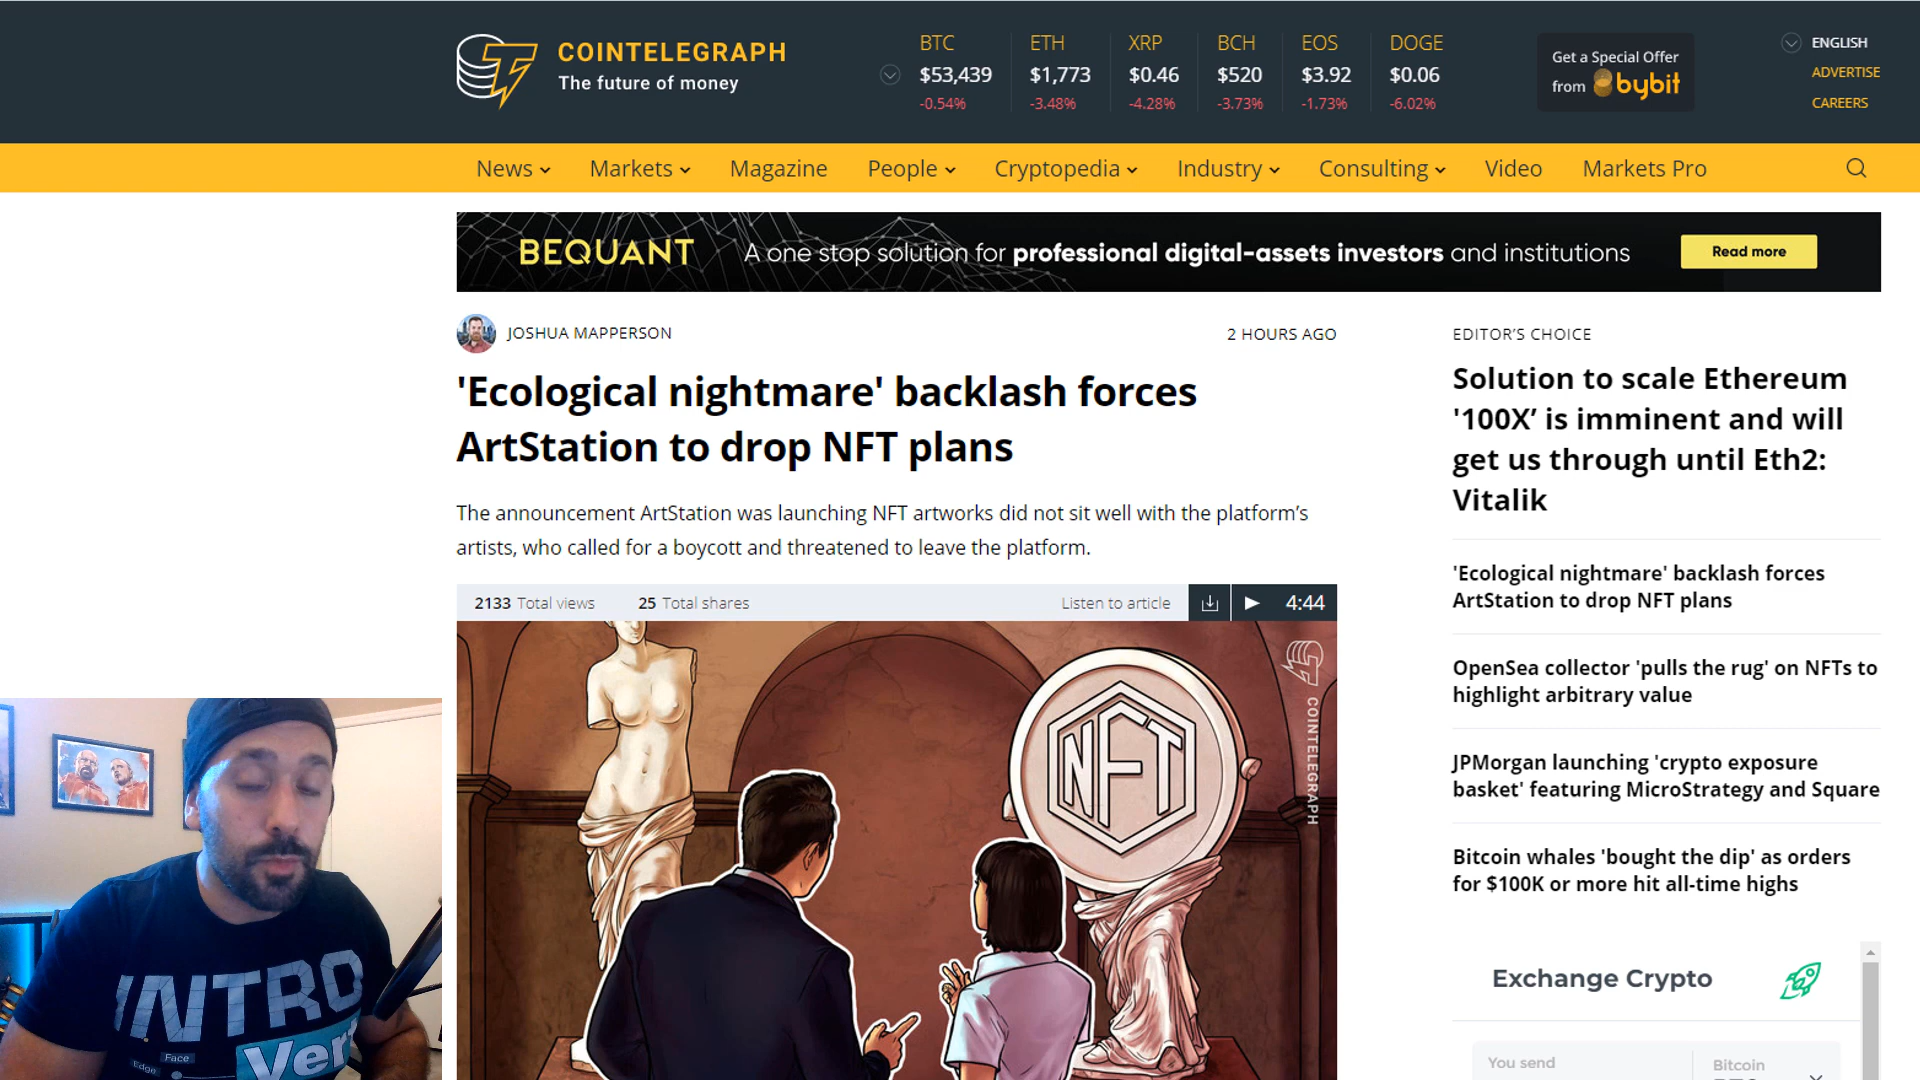 COINTELEGRAPH
The future of money
BTC
$53,439
-0.54%
ETH
$1,773
-3.48%
XRP
$0.46
-4.28%
BCH
$520
-3.73%
EOS
$3.92
-1.73%
DOGE
$0.06
-6.02%
Get a Special Offer
from bybit
ENGLISH
ADVERTISE
CAREERS
News
Markets
Magazine
People
Cryptopedia
Industry
Consulting
Video
Markets Pro
BEQUANT
A one stop solution for professional digital-assets investors and institutions
Read more
JOSHUA MAPPERSON
2 HOURS AGO
'Ecological nightmare' backlash forces
ArtStation to drop NFT plans
The announcement ArtStation was launching NFT artworks did not sit well with the platform's
artists, who called for a boycott and threatened to leave the platform.
2133 Total views
25 Total shares
Listen to article
4:44
NFT
COINTELEGRAPH
EDITOR'S CHOICE
Solution to scale Ethereum
'100X' is imminent and will
get us through until Eth2:
Vitalik
'Ecological nightmare' backlash forces
ArtStation to drop NFT plans
OpenSea collector 'pulls the rug' on NFTs to
highlight arbitrary value
JPMorgan launching 'crypto exposure
basket' featuring MicroStrategy and Square
Bitcoin whales 'bought the dip' as orders
for $100K or more hit all-time highs
Exchange Crypto
You send
Bitcoin
INTRO
Face
Edge
Ver